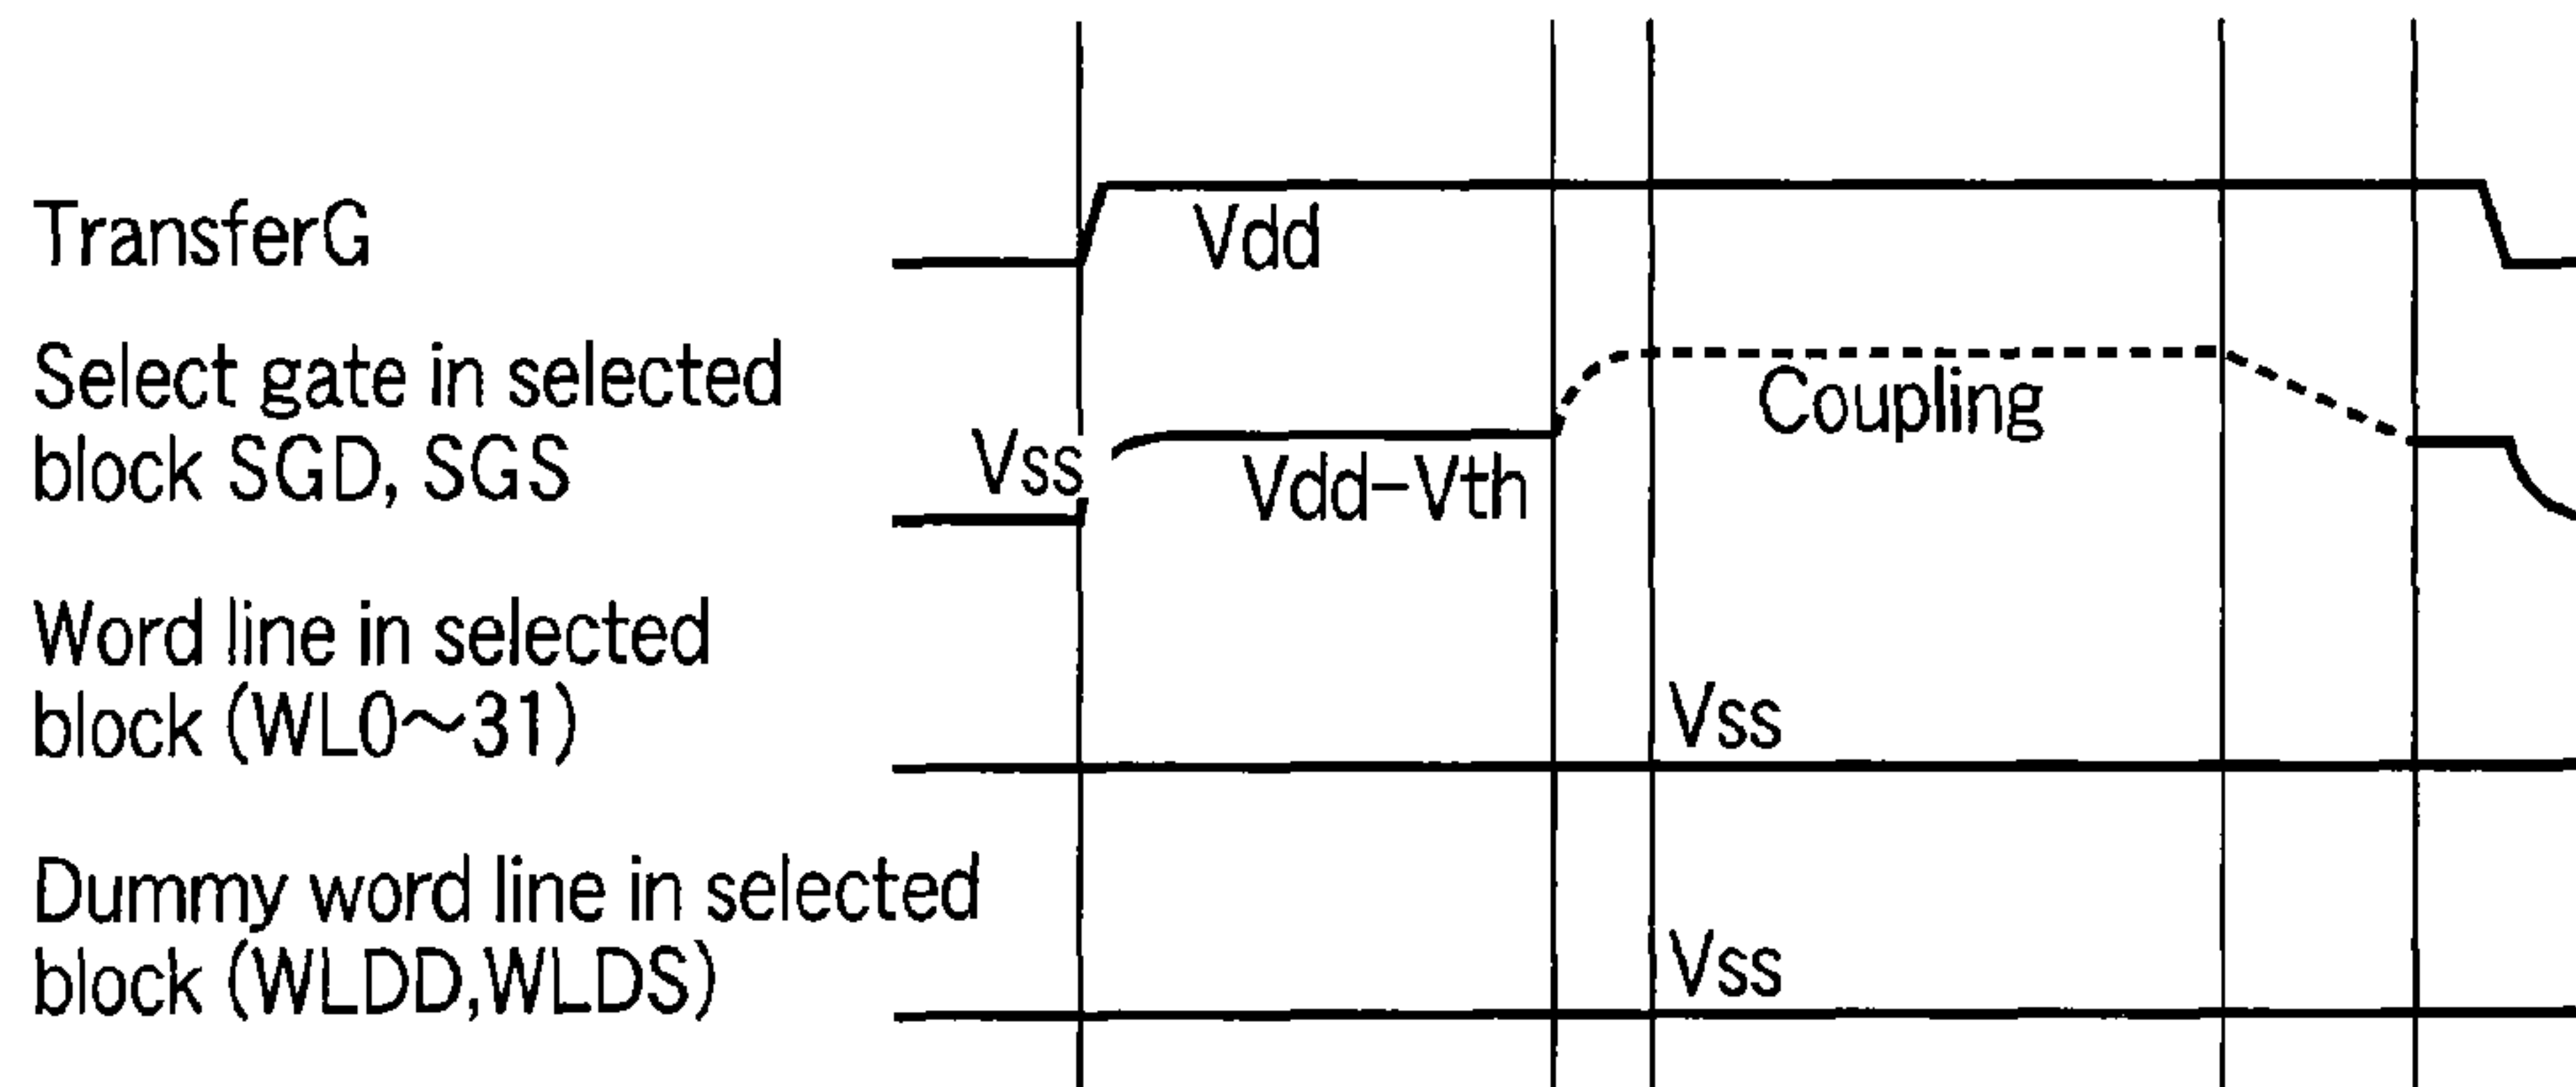 TransferG
Vdd
Select gate in selected
block SGD, SGS
Vss
Vdd-Vth
Coupling
Word line in selected
block (WL0～31)
Vss
Dummy word line in selected
block (WLDD,WLDS)
Vss